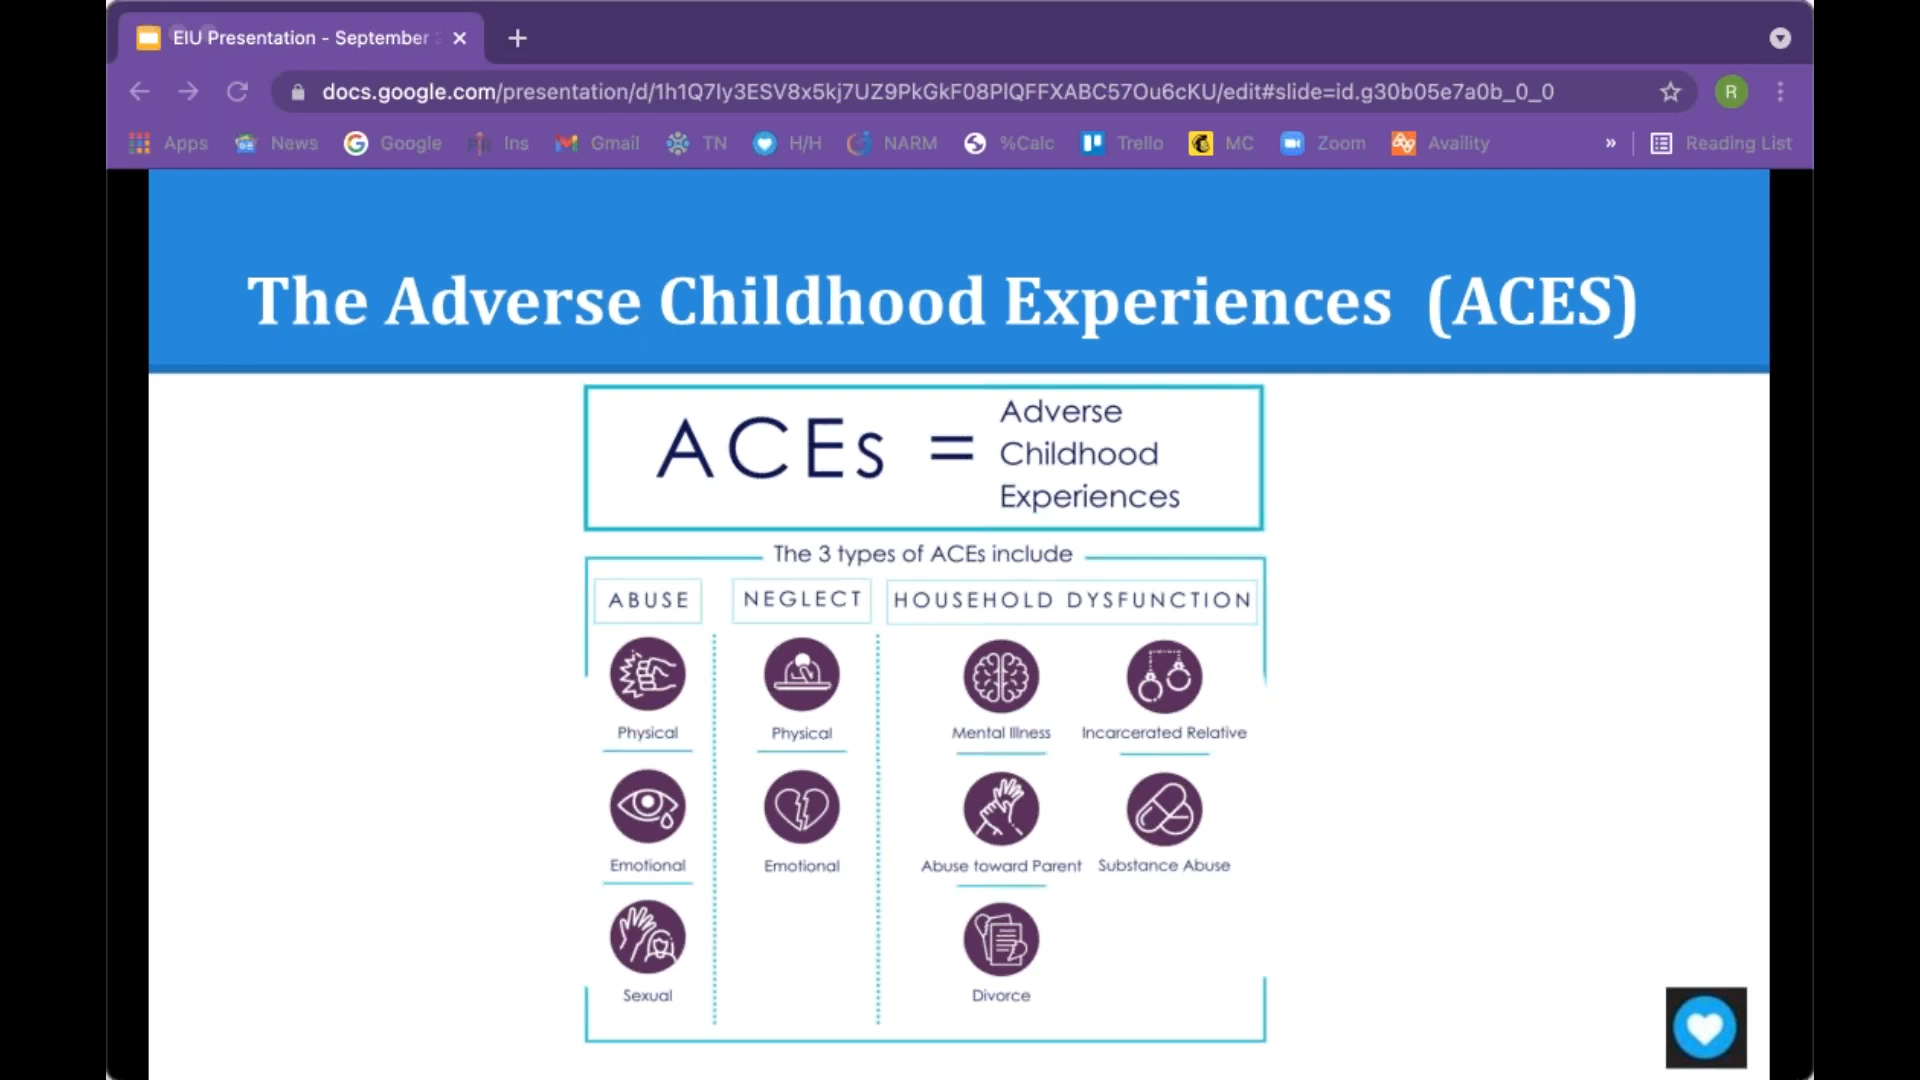 EIU Presentation - September
docs.google.com/presentation/d/1h1Q7Iy3ESV8x5kj7UZ9PkGkF08PlQFFXABC57Ou6cKU/edit#slide=id.g30b05e7a0b_0_0
R
Apps News Google Ins Gmail TN H/H NARM %Calc Trello MC Zoom Availity » Reading List
The Adverse Childhood Experiences (ACES)
ACEs = Adverse
Childhood
Experiences
The 3 types of ACEs include
ABUSE NEGLECT HOUSEHOLD DYSFUNCTION
Physical Physical Mental Illness Incarcerated Relative
Emotional Emotional Abuse toward Parent Substance Abuse
Sexual Divorce